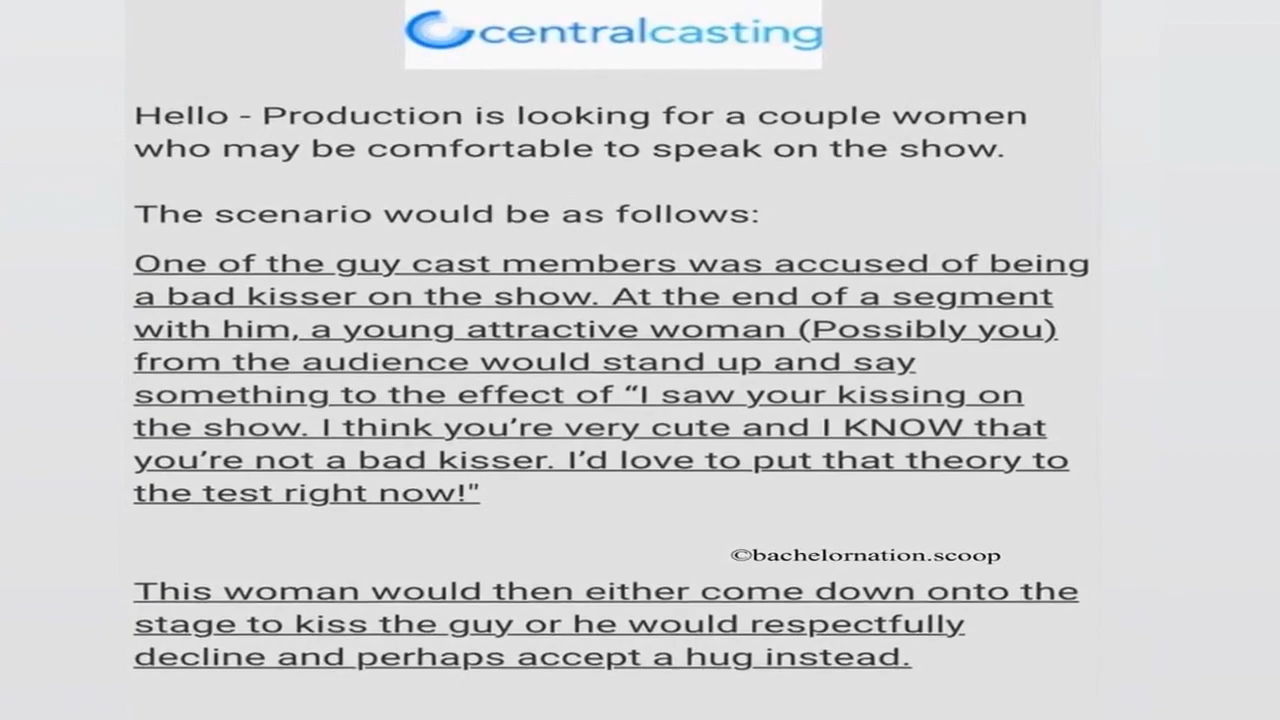 centralcasting
Hello - Production is looking for a couple women
who may be comfortable to speak on the show.
The scenario would be as follows:
One of the guy cast members was accused of being
a bad kisser on the show. At the end of a segment
with him, a young attractive woman (Possibly you)
from the audience would stand up and say
something to the effect of “I saw your kissing on
the show. I think you’re very cute and I KNOW that
you’re not a bad kisser. I’d love to put that theory to
the test right now!"
©bachelornation.scoop
This woman would then either come down onto the
stage to kiss the guy or he would respectfully
decline and perhaps accept a hug instead.